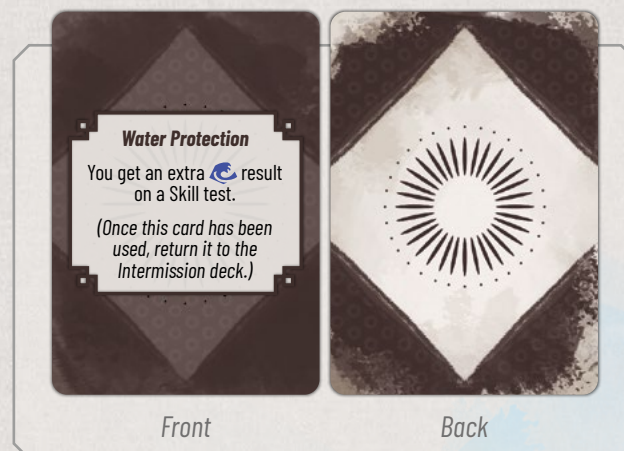 Water Protection
You get an extra result
on a Skill test.
(Once this card has been
used, return it to the
Intermission deck.)
Front
Back